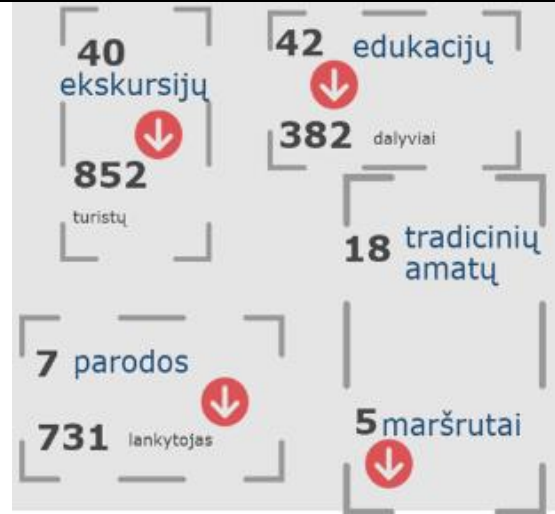 40
ekskursijų
852
turistų
42 edukacijų
382 dalyviai
18 tradicinių
amatų
7 parodos
731 lankytojas
5 maršrutai